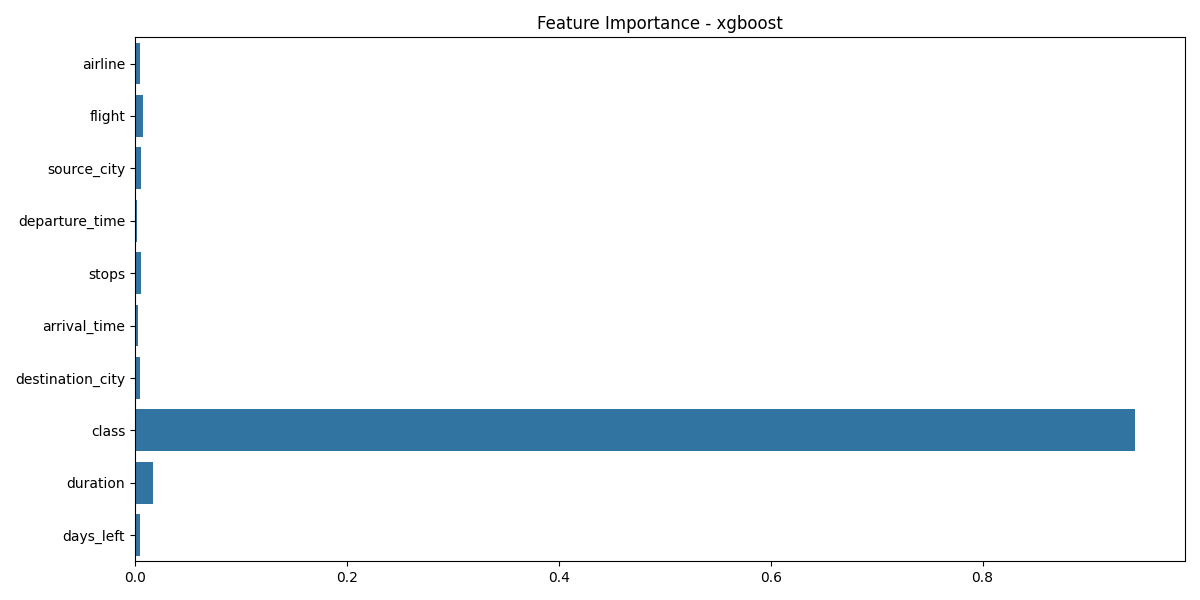 Feature Importance - xgboost
airline
flight
source_city
departure_time
stops
arrival_time
destination_city
class
duration
days_left
0.0 0.2 0.4 0.6 0.8